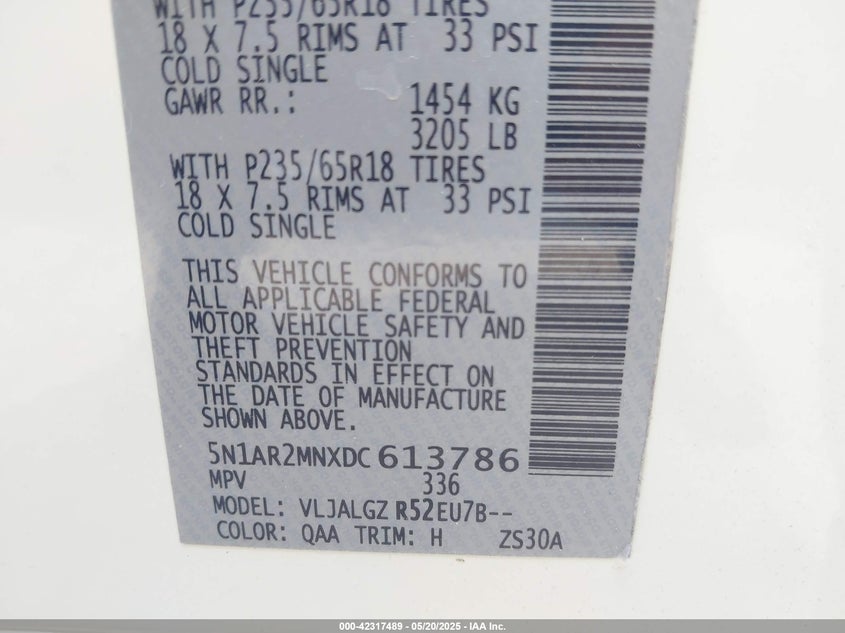 WITH P235/65R18 TIRES
18 X 7.5 RIMS AT 33 PSI
COLD SINGLE
GAWR RR.: 1454 KG
3205 LB
WITH P235/65R18 TIRES
18 X 7.5 RIMS AT 33 PSI
COLD SINGLE
THIS VEHICLE CONFORMS TO
ALL APPLICABLE FEDERAL
MOTOR VEHICLE SAFETY AND
THEFT PREVENTION
STANDARDS IN EFFECT ON
THE DATE OF MANUFACTURE
SHOWN ABOVE.
5N1AR2MNXDC 613786
MPV 336
MODEL: VLJALGZ R52EU7B--
COLOR: QAA TRIM: H ZS30A
000-42317489 — 05/20/2025 — IAA Inc.